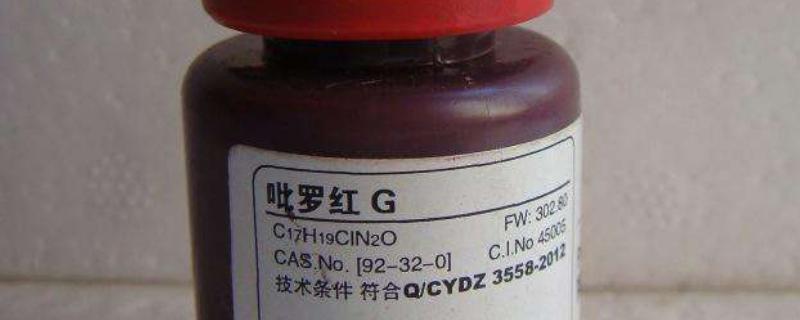 吡罗红 G
C17H19ClN2O FW: 302.80
CAS.No. [92-32-0] C.I.No 45005
技术条件 符合Q/CYDZ 3558-2012